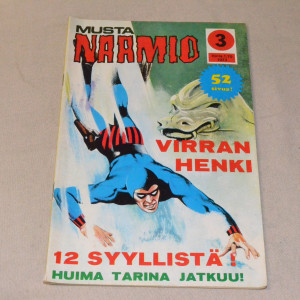 MUSTA
NAAMIO
3
52
sivua!
VIRRAN
HENKI
12 SYYLLISTÄ!
HUIMA TARINA JATKUU!